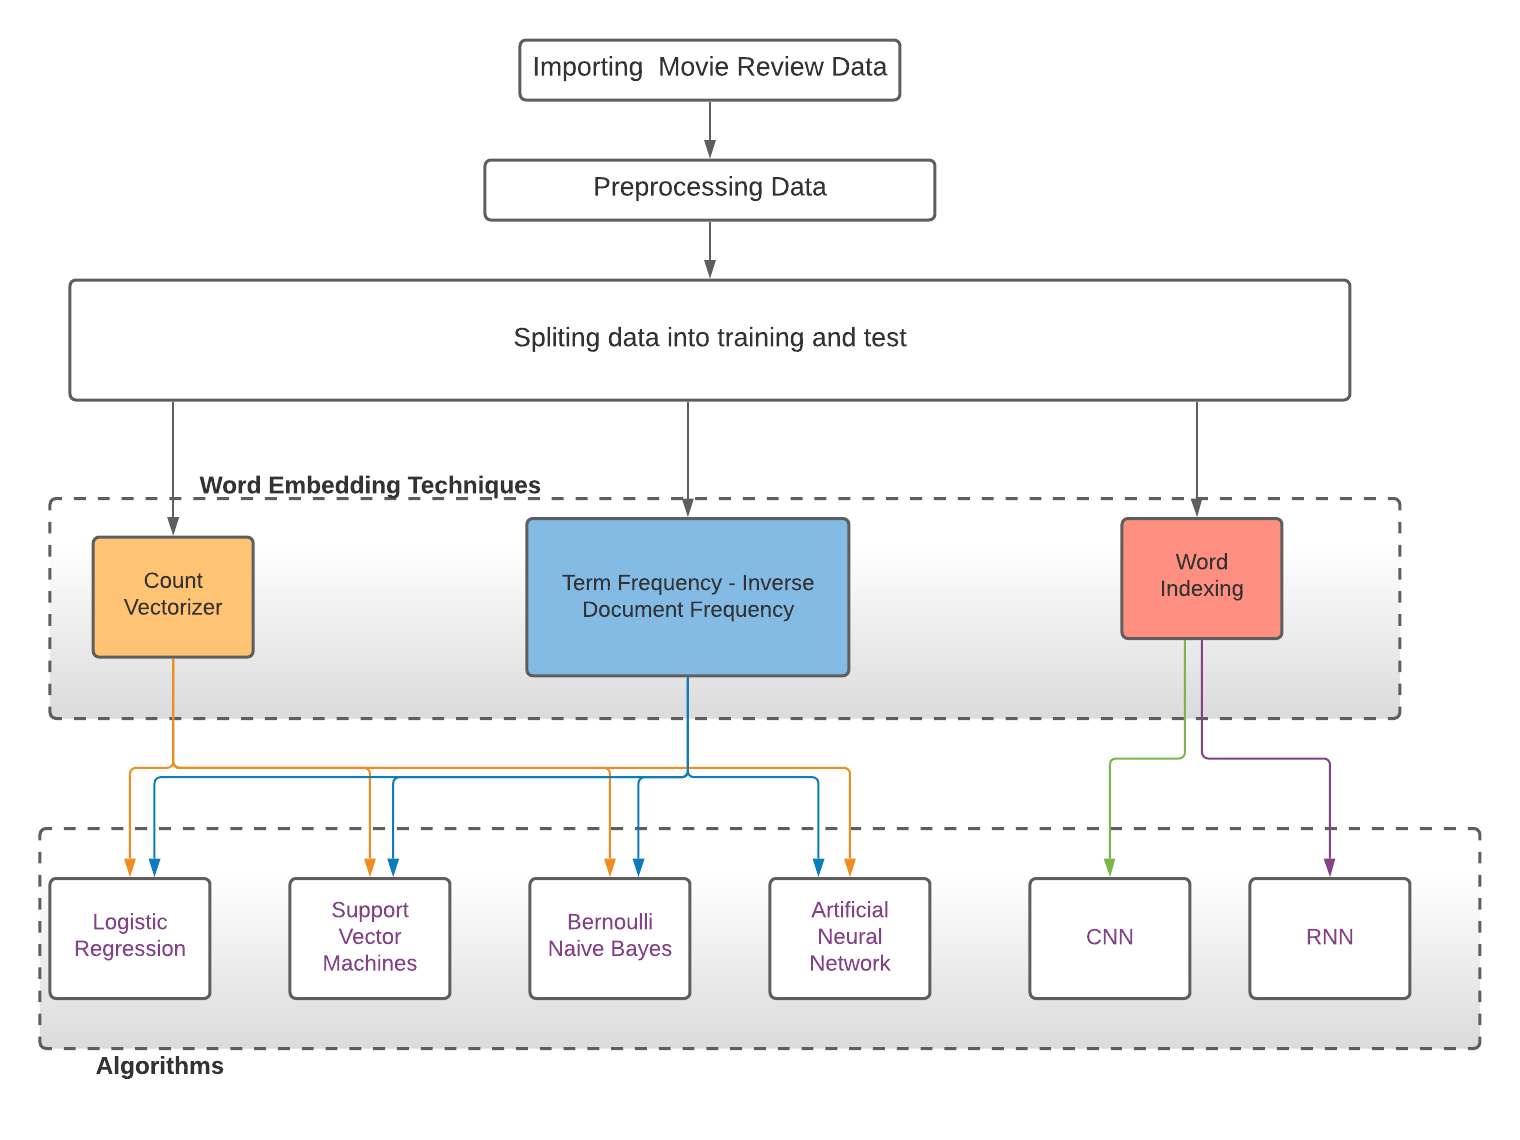 Importing  Movie Review Data
Preprocessing Data
Spliting data into training and test
Word Embedding Techniques
Count
Vectorizer
Term Frequency - Inverse
Document Frequency
Word
Indexing
Logistic
Regression
Support
Vector
Machines
Bernoulli
Naive Bayes
Artificial
Neural
Network
CNN
RNN
Algorithms